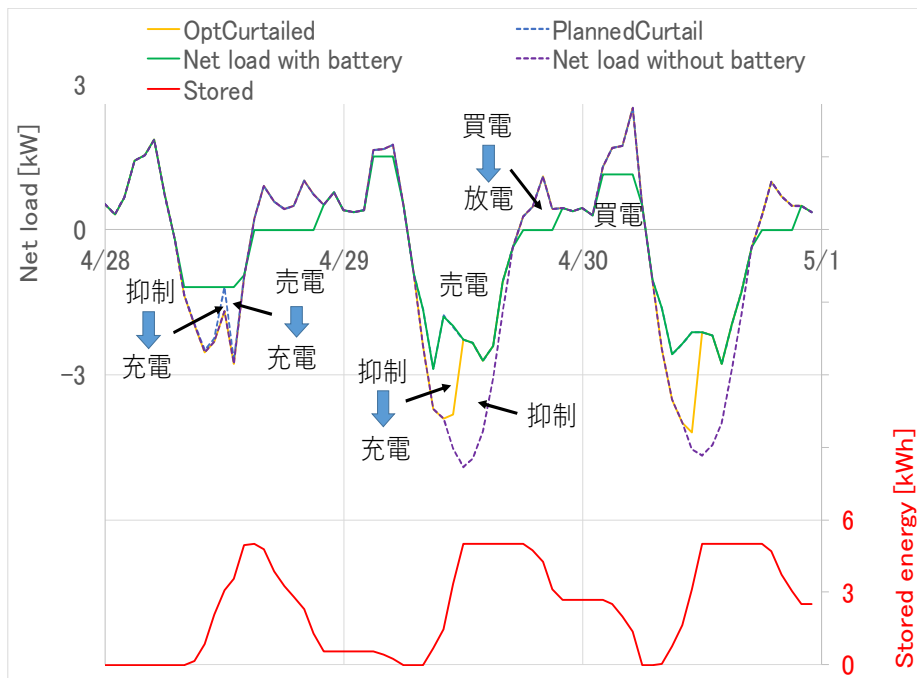 OptCurtailed
PlannedCurtail
Net load with battery
Net load without battery
Stored
3
0
−3
Net load [kW]
4/28
4/29
4/30
5/1
抑制
充電
売電
充電
売電
抑制
充電
抑制
買電
放電
買電
6
3
0
Stored energy [kWh]